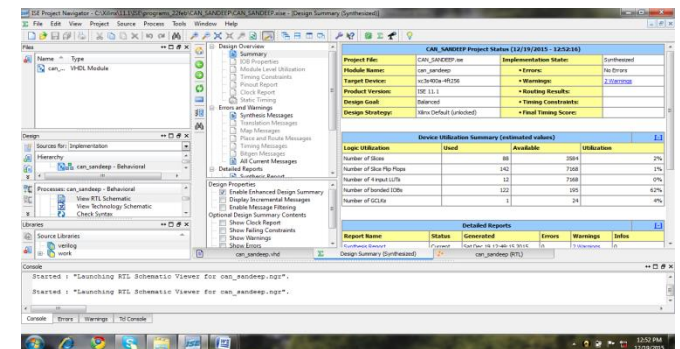 ISE Project Navigator - C:\Xilinx\11.1\ISE\programs_22feb\CAN_SANDEEP\CAN_SANDEEP.xise - [Design Summary (Synthesized)]
File Edit View Project Source Process Tools Window Help
Files
Name Type
can_... VHDL Module
Design
Sources for: Implementation
Hierarchy
can_sandeep - Behavioral
Processes: can_sandeep - Behavioral
View RTL Schematic
View Technology Schematic
Check Syntax
Libraries
Source Libraries
verilog
work
Design Overview
Summary
IOB Properties
Module Level Utilization
Timing Constraints
Pinout Report
Clock Report
Static Timing
Errors and Warnings
Synthesis Messages
Translation Messages
Map Messages
Place and Route Messages
Timing Messages
Bitgen Messages
All Current Messages
Detailed Reports
Synthesis Report
Design Properties
Enable Enhanced Design Summary
Display Incremental Messages
Enable Message Filtering
Optional Design Summary Contents
Show Clock Report
Show Failing Constraints
Show Warnings
Show Errors
CAN_SANDEEP Project Status (12/19/2015 - 12:52:16)
Project File: CAN_SANDEEP.ise Implementation State: Synthesized
Module Name: can_sandeep • Errors: No Errors
Target Device: xc3s400a-4ft256 • Warnings: 2 Warnings
Product Version: ISE 11.1 • Routing Results:
Design Goal: Balanced • Timing Constraints:
Design Strategy: Xilinx Default (unlocked) • Final Timing Score:
Device Utilization Summary (estimated values) [-]
Logic Utilization Used Available Utilization
Number of Slices 88 3584 2%
Number of Slice Flip Flops 142 7168 1%
Number of 4 input LUTs 12 7168 0%
Number of bonded IOBs 122 195 62%
Number of GCLKs 1 24 4%
Detailed Reports [-]
Report Name Status Generated Errors Warnings Infos
Synthesis Report Current Sat Dec 19 12:49:15 2015 0 2 Warnings 0
can_sandeep.vhd Design Summary (Synthesized) can_sandeep (RTL)
Console
Started : "Launching RTL Schematic Viewer for can_sandeep.ngr".
Started : "Launching RTL Schematic Viewer for can_sandeep.ngr".
Console Errors Warnings Tcl Console
12:52 PM
12/19/2015